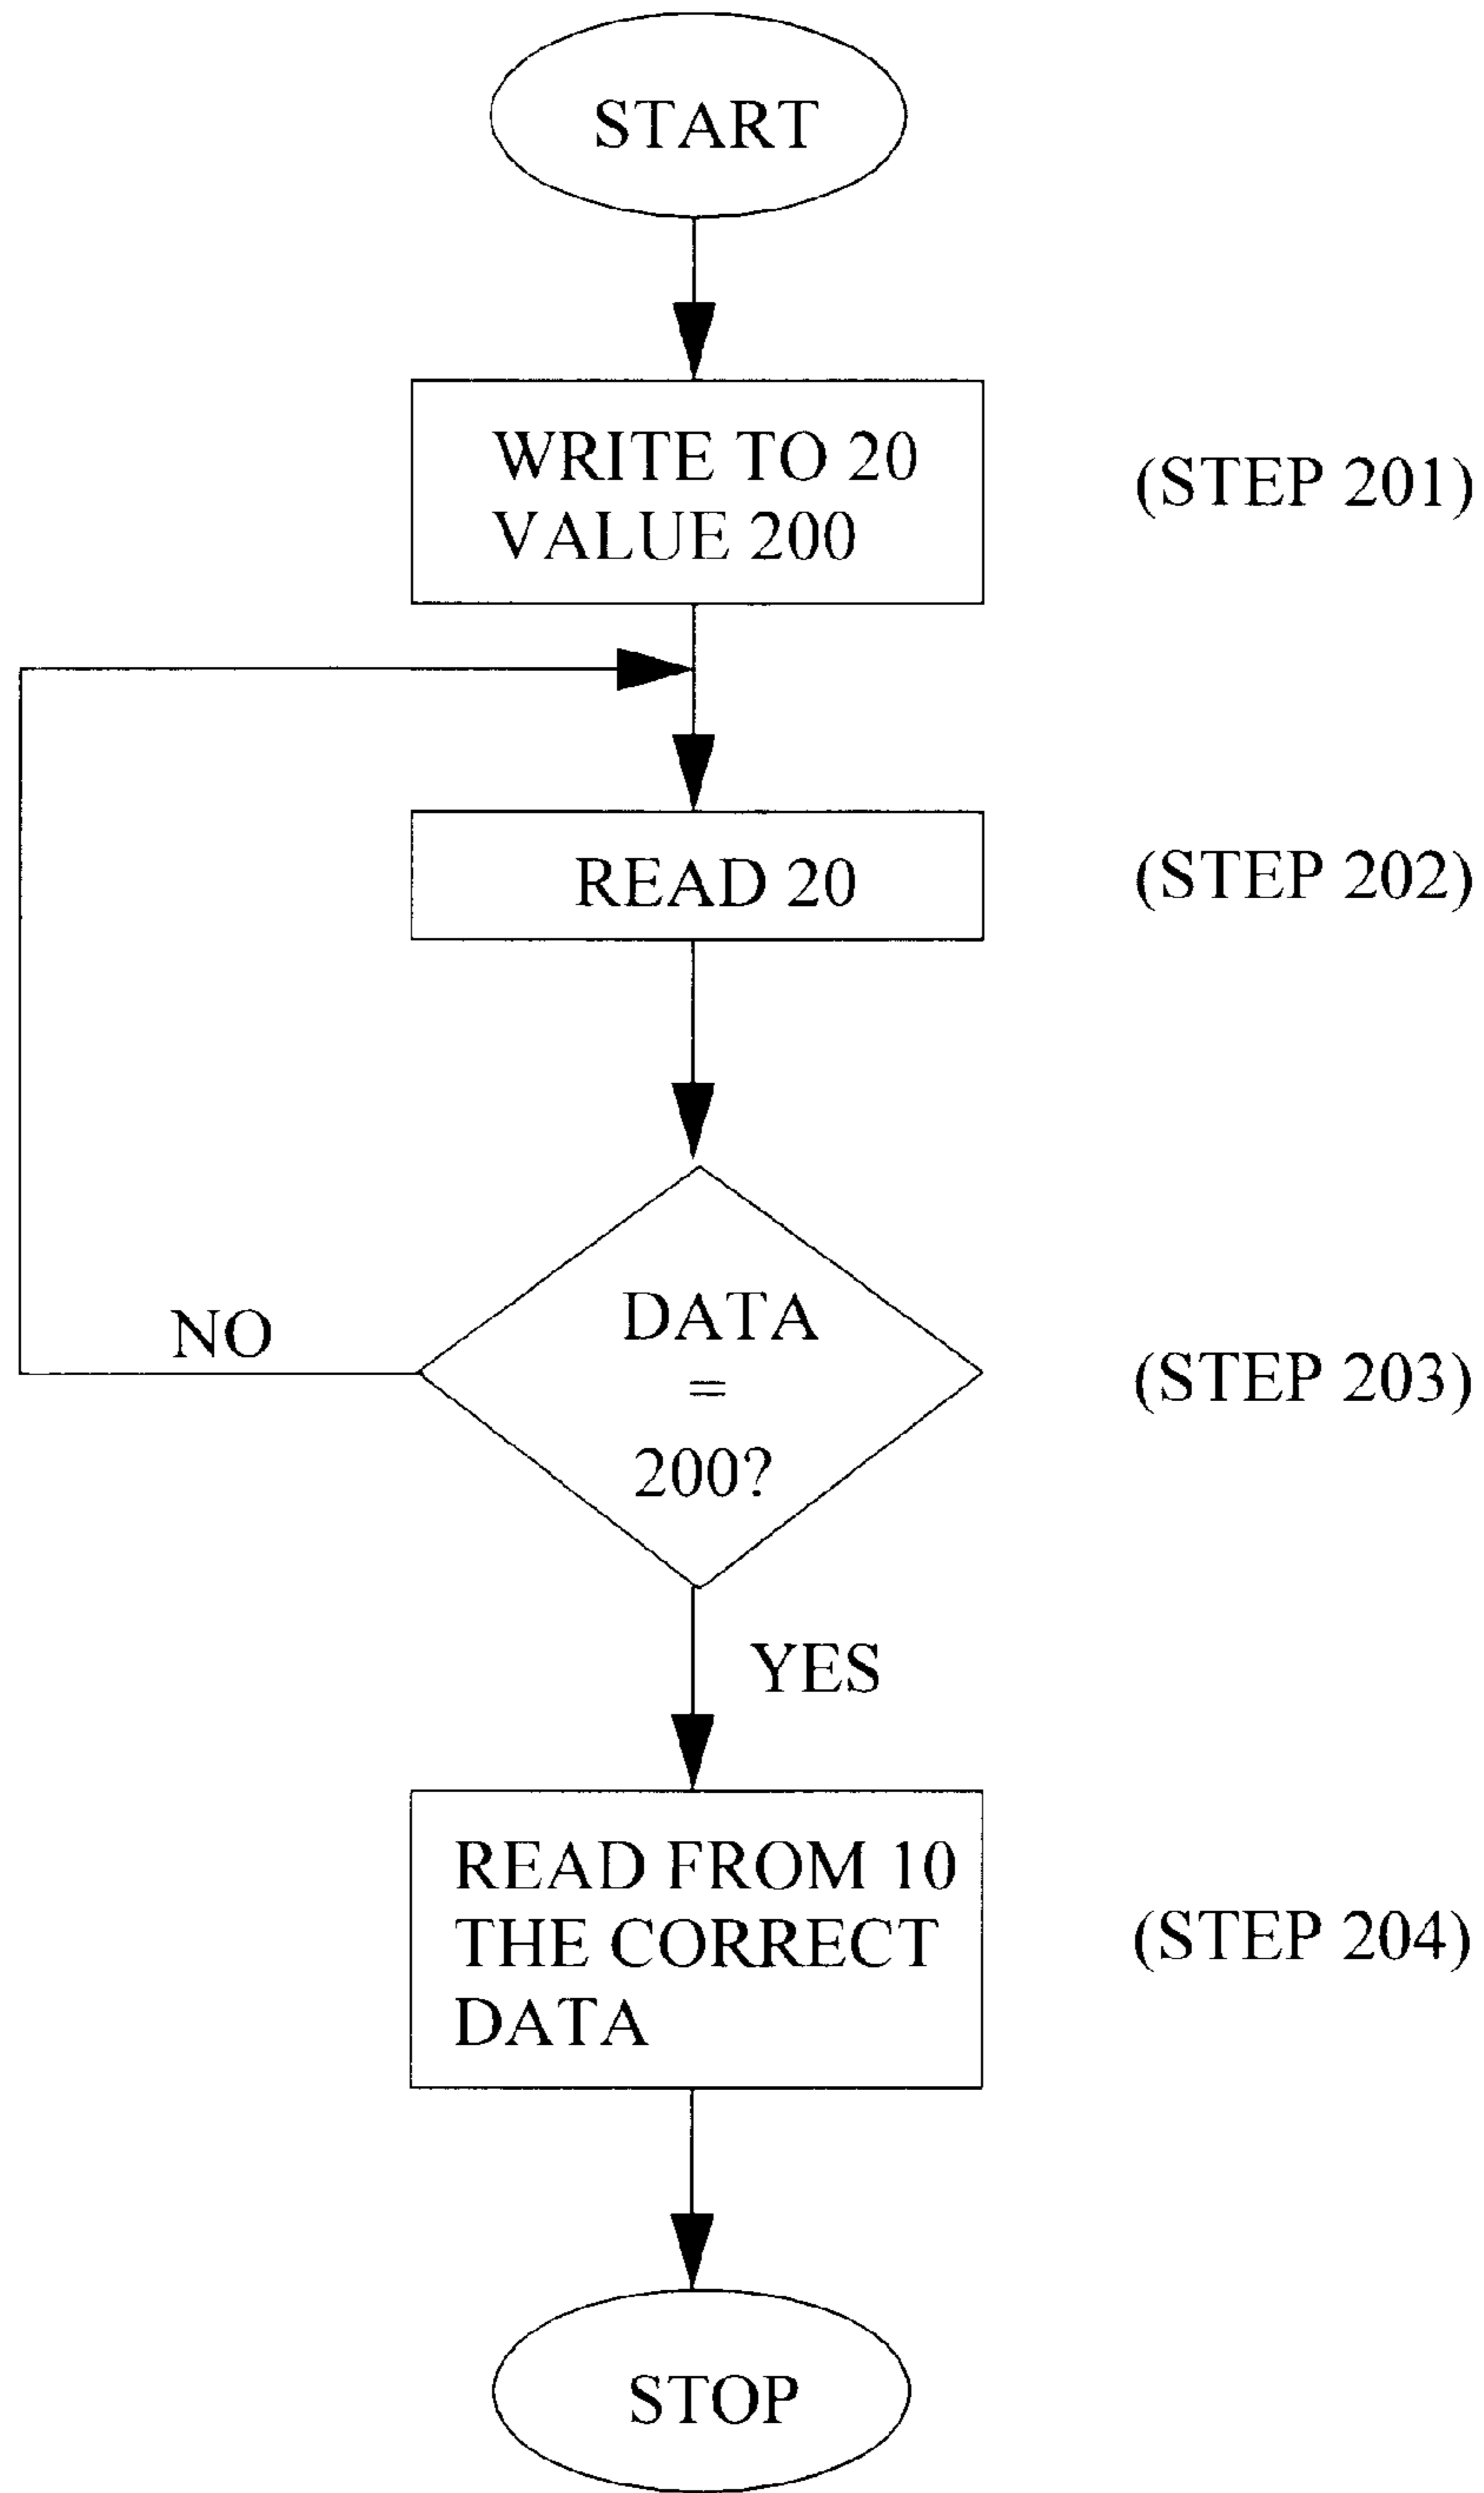 START
WRITE TO 20
VALUE 200
(STEP 201)
READ 20
(STEP 202)
DATA
=
200?
NO
(STEP 203)
YES
READ FROM 10
THE CORRECT
DATA
(STEP 204)
STOP